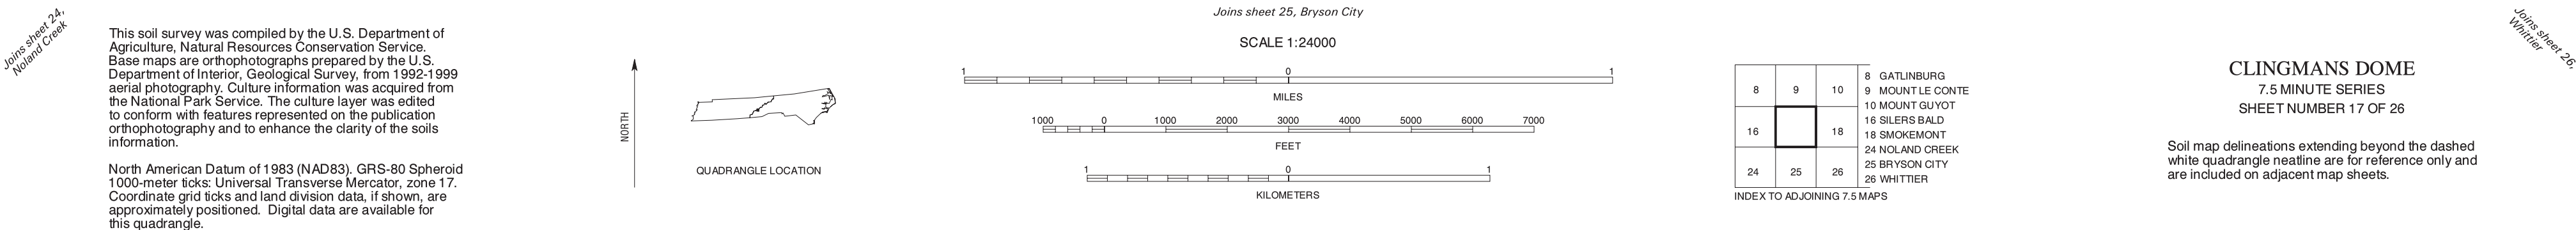 Joins sheet 24,
Noland Creek
This soil survey was compiled by the U.S. Department of
Agriculture, Natural Resources Conservation Service.
Base maps are orthophotographs prepared by the U.S.
Department of Interior, Geological Survey, from 1992-1999
aerial photography. Culture information was acquired from
the National Park Service. The culture layer was edited
to conform with features represented on the publication
orthophotography and to enhance the clarity of the soils
information.
North American Datum of 1983 (NAD83). GRS-80 Spheroid
1000-meter ticks: Universal Transverse Mercator, zone 17.
Coordinate grid ticks and land division data, if shown, are
approximately positioned. Digital data are available for
this quadrangle.
NORTH
QUADRANGLE LOCATION
Joins sheet 25, Bryson City
SCALE 1:24000
1 0 1
MILES
1000 0 1000 2000 3000 4000 5000 6000 7000
FEET
1 0 1
KILOMETERS
8 9 10
16 18
24 25 26
8 GATLINBURG
9 MOUNT LE CONTE
10 MOUNT GUYOT
16 SILERS BALD
18 SMOKEMONT
24 NOLAND CREEK
25 BRYSON CITY
26 WHITTIER
INDEX TO ADJOINING 7.5 MAPS
CLINGMANS DOME
7.5 MINUTE SERIES
SHEET NUMBER 17 OF 26
Soil map delineations extending beyond the dashed
white quadrangle neatline are for reference only and
are included on adjacent map sheets.
Joins sheet 26,
Whittier